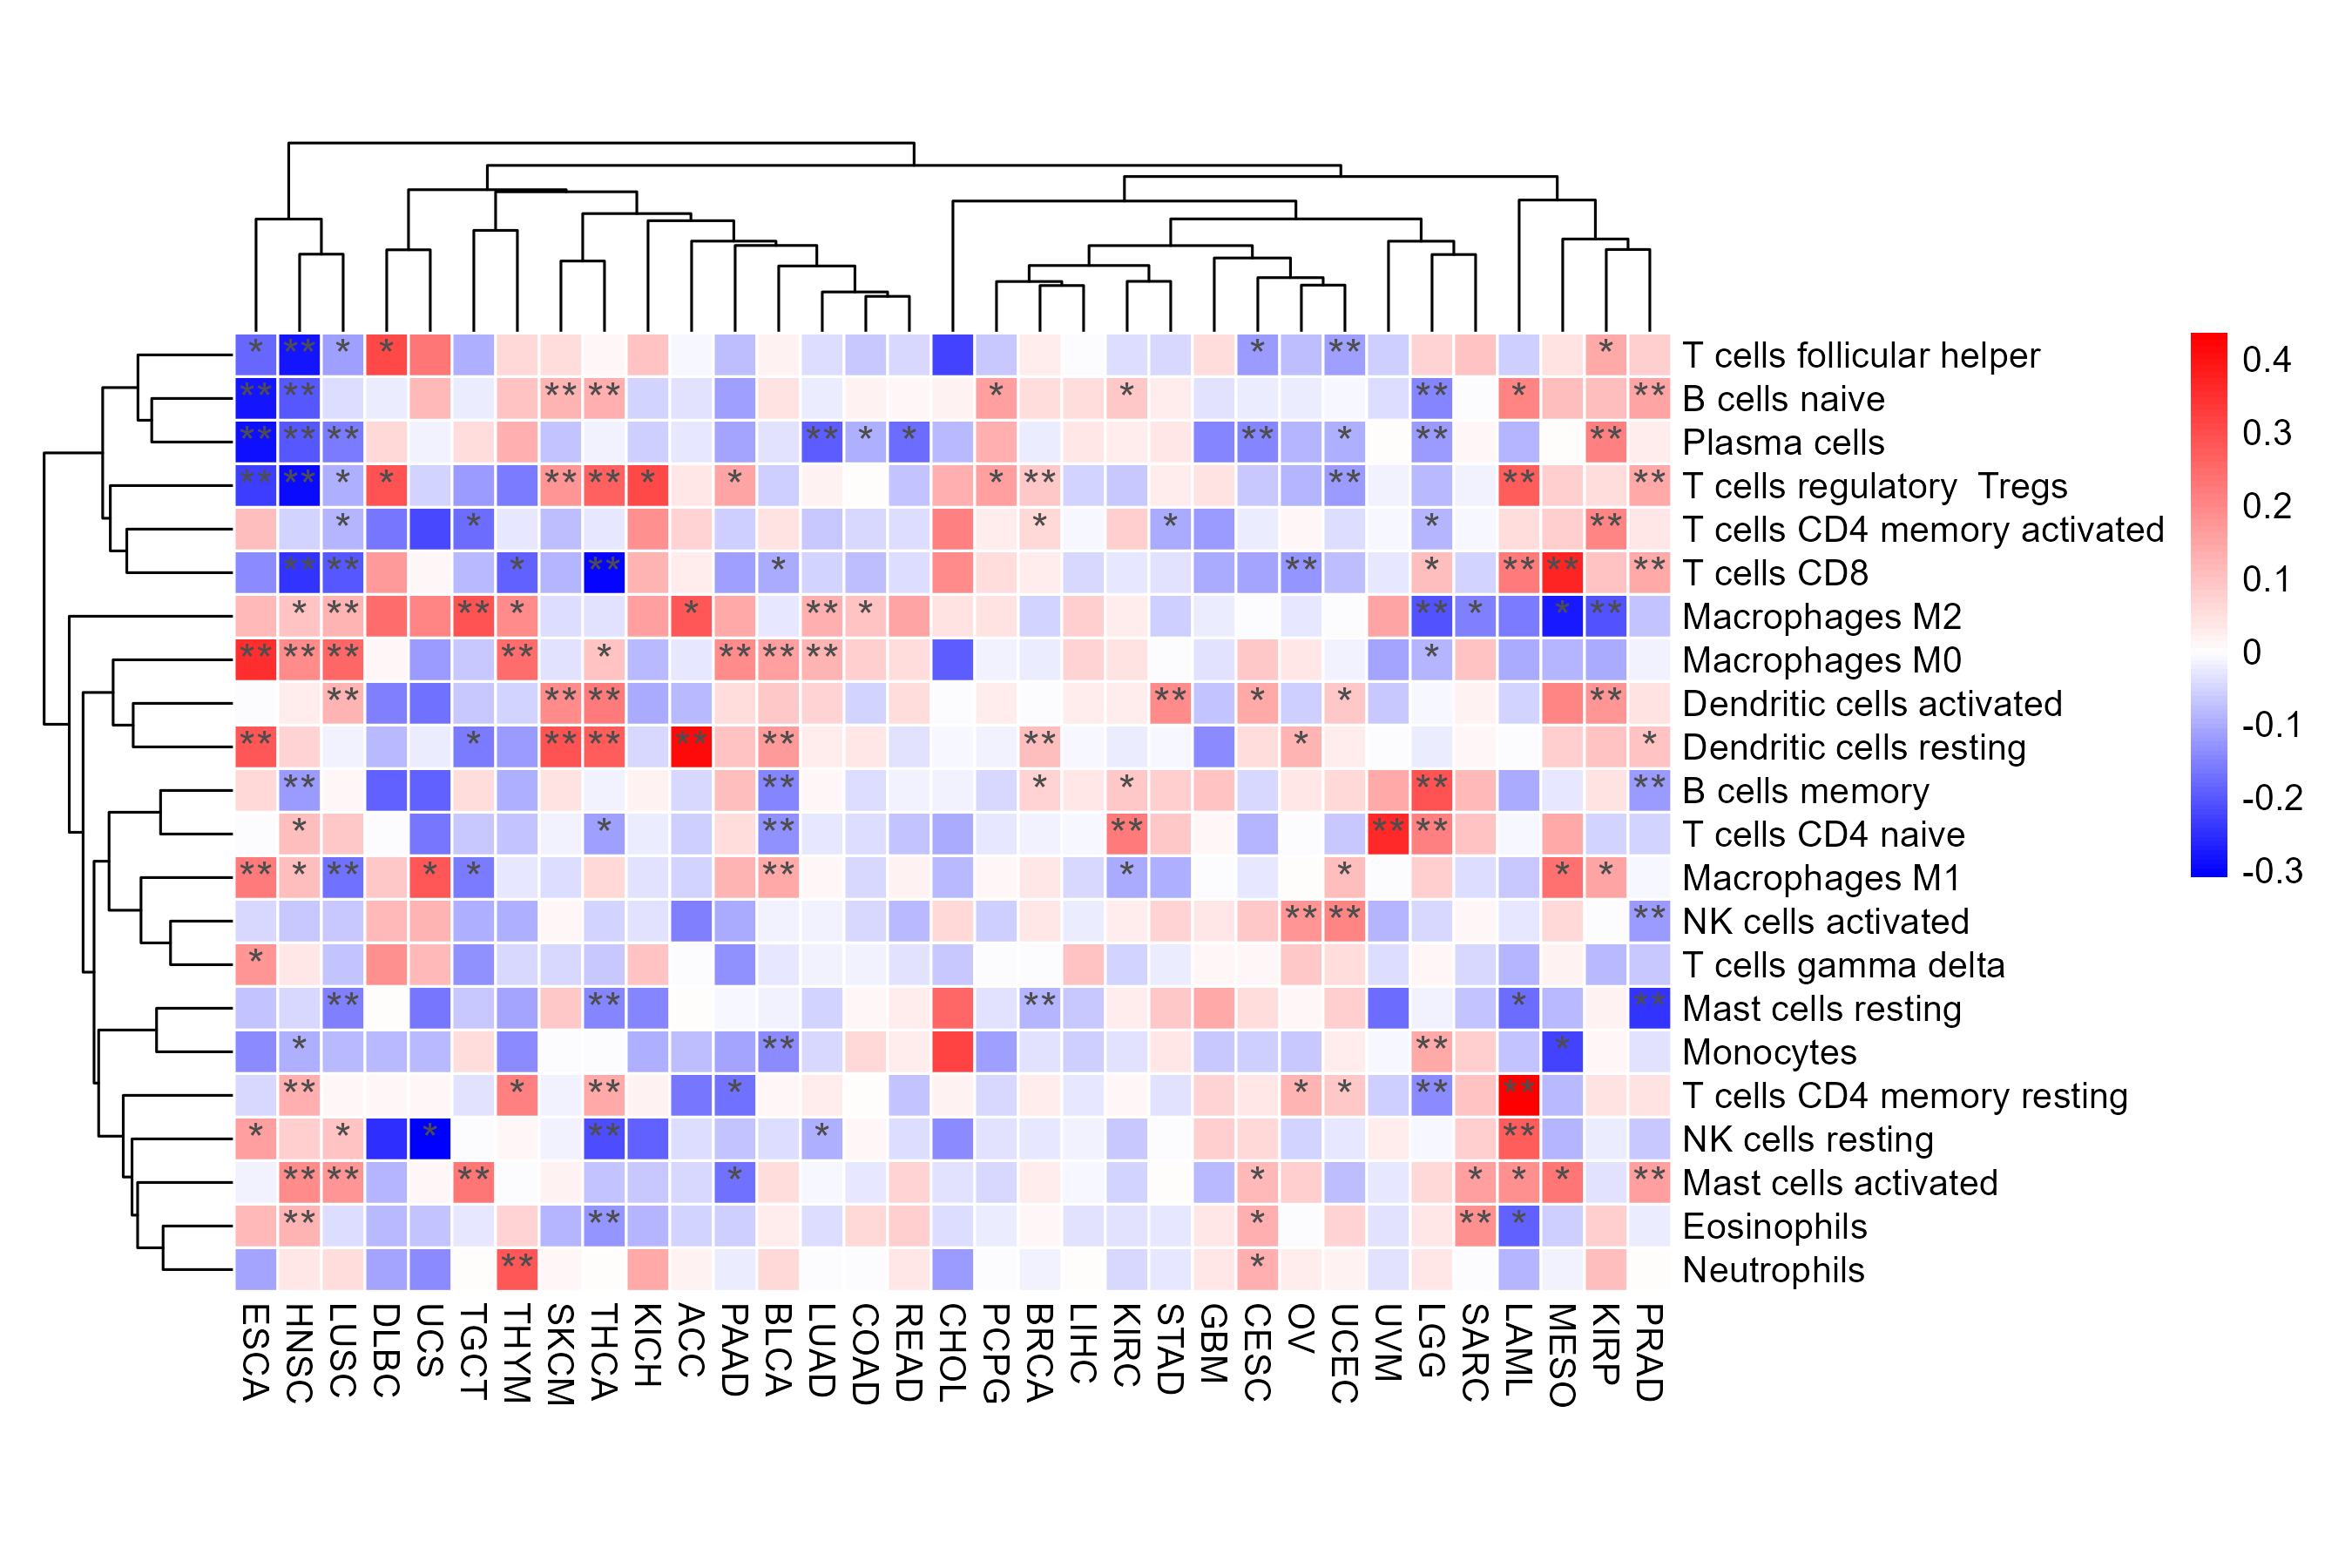 * ** * * * ** * T cells follicular helper
** ** ** ** * * ** * ** B cells naive
** ** ** ** * * ** * ** ** Plasma cells
** ** * * ** ** * * * ** ** ** ** T cells regulatory  Tregs
* * * * * ** T cells CD4 memory activated
** ** * ** * ** * ** ** ** T cells CD8
* ** ** * * ** * ** * * ** Macrophages M2
** ** ** ** * ** ** ** * Macrophages M0
** ** ** ** * * ** Dendritic cells activated
** * ** ** ** ** ** * * Dendritic cells resting
** ** * * ** ** B cells memory
* * ** ** ** ** T cells CD4 naive
** * ** * * ** * * * * Macrophages M1
** ** ** NK cells activated
* T cells gamma delta
** ** ** * ** Mast cells resting
* ** ** * Monocytes
** * ** * * * ** ** T cells CD4 memory resting
* * * ** * ** NK cells resting
** ** ** * * * * * ** Mast cells activated
** ** * ** * Eosinophils
** * Neutrophils
ESCA
HNSC
LUSC
DLBC
UCS
TGCT
THYM
SKCM
THCA
KICH
ACC
PAAD
BLCA
LUAD
COAD
READ
CHOL
PCPG
BRCA
LIHC
KIRC
STAD
GBM
CESC
OV
UCEC
UVM
LGG
SARC
LAML
MESO
KIRP
PRAD
0.4
0.3
0.2
0.1
0
-0.1
-0.2
-0.3